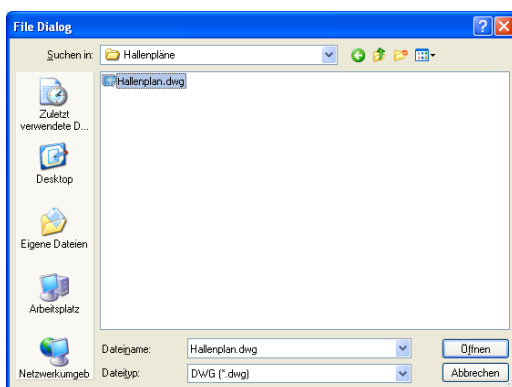 File Dialog
Suchen in: Hallenpläne
Hallenplan.dwg
Zuletzt
verwendete D...
Desktop
Eigene Dateien
Arbeitsplatz
Netzwerkumgeb
Dateiname: Hallenplan.dwg Öffnen
Dateityp: DWG (*.dwg) Abbrechen